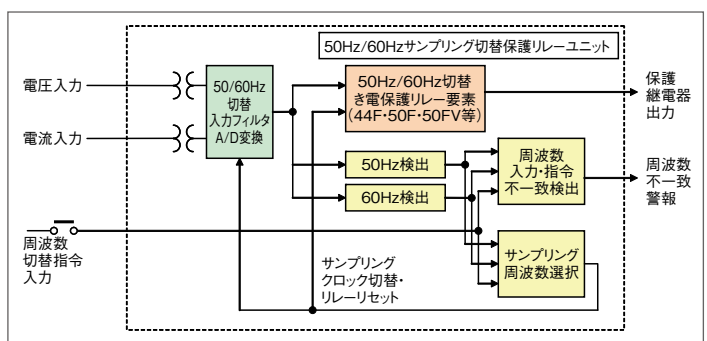 50Hz/60Hzサンプリング切替保護リレーユニット
電圧入力
電流入力
周波数
切替指令
入力
50/60Hz
切替
入力フィルタ
A/D変換
50Hz/60Hz切替
き電保護リレー要素
(44F・50F・50FV等)
50Hz検出
60Hz検出
周波数
入力・指令
不一致検出
サンプリング
周波数選択
サンプリング
クロック切替・
リレーリセット
保護
継電器
出力
周波数
不一致
警報